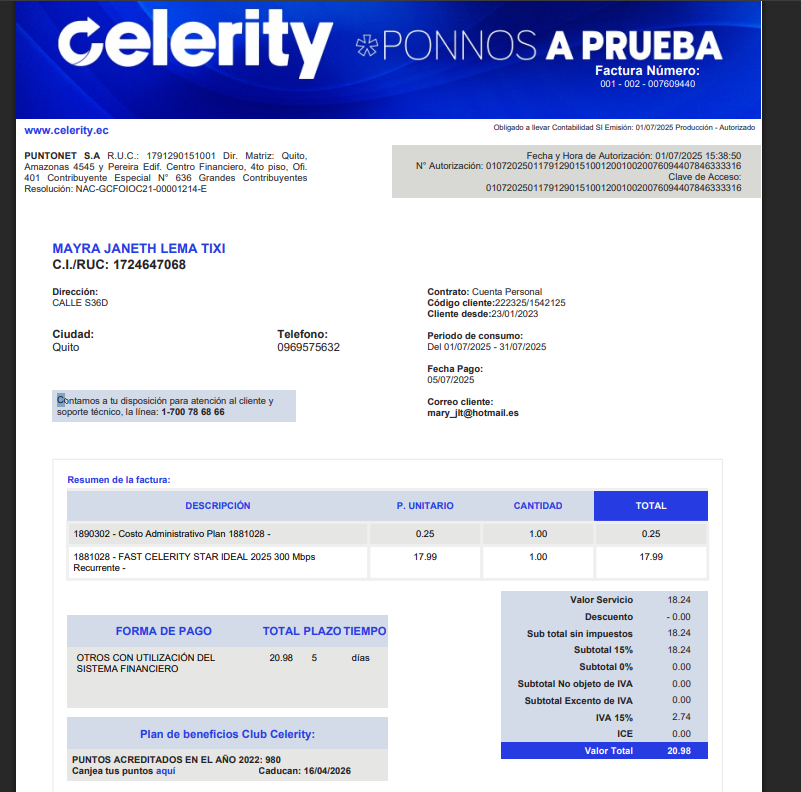 celerity
*PONNOS A PRUEBA
Factura Número:
001 - 002 - 007609440
www.celerity.ec
Obligado a llevar Contabilidad SI Emisión: 01/07/2025 Producción - Autorizado
PUNTONET S.A R.U.C.: 1791290151001 Dir. Matriz: Quito,
Amazonas 4545 y Pereira Edif. Centro Financiero, 4to piso, Ofi.
401 Contribuyente Especial N° 636 Grandes Contribuyentes
Resolución: NAC-GCFOIOC21-00001214-E
Fecha y Hora de Autorización: 01/07/2025 15:38:50
N° Autorización: 0107202501179129015100120010020076094407846333316
Clave de Acceso:
0107202501179129015100120010020076094407846333316
MAYRA JANETH LEMA TIXI
C.I./RUC: 1724647068
Dirección:
CALLE S36D
Ciudad:
Quito
Telefono:
0969575632
Contrato: Cuenta Personal
Código cliente:222325/1542125
Cliente desde:23/01/2023
Periodo de consumo:
Del 01/07/2025 - 31/07/2025
Fecha Pago:
05/07/2025
Correo cliente:
mary_jlt@hotmail.es
Contamos a tu disposición para atención al cliente y
soporte técnico, la línea: 1-700 78 68 66
Resumen de la factura:
DESCRIPCIÓN P. UNITARIO CANTIDAD TOTAL
1890302 - Costo Administrativo Plan 1881028 - 0.25 1.00 0.25
1881028 - FAST CELERITY STAR IDEAL 2025 300 Mbps 17.99 1.00 17.99
Recurrente -
FORMA DE PAGO TOTAL PLAZO TIEMPO
OTROS CON UTILIZACIÓN DEL 20.98 5 días
SISTEMA FINANCIERO
Plan de beneficios Club Celerity:
PUNTOS ACREDITADOS EN EL AÑO 2022: 980
Canjea tus puntos aquí Caducan: 16/04/2026
Valor Servicio 18.24
Descuento - 0.00
Sub total sin impuestos 18.24
Subtotal 15% 18.24
Subtotal 0% 0.00
Subtotal No objeto de IVA 0.00
Subtotal Excento de IVA 0.00
IVA 15% 2.74
ICE 0.00
Valor Total 20.98